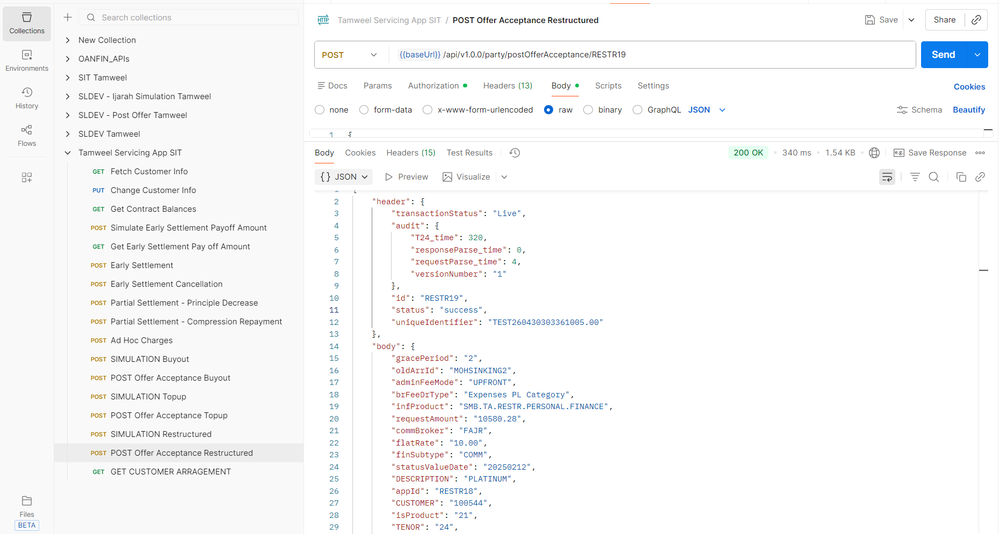 Collections
Environments
History
Flows
Files
BETA
Search collections
New Collection
OANFIN_APIs
SIT Tamweel
SLDEV - Ijarah Simulation Tamweel
SLDEV - Post Offer Tamweel
SLDEV Tamweel
Tamweel Servicing App SIT
GET Fetch Customer Info
PUT Change Customer Info
GET Get Contract Balances
POST Simulate Early Settlement Payoff Amount
GET Get Early Settlement Pay off Amount
POST Early Settlement
POST Early Settlement Cancellation
POST Partial Settlement - Principle Decrease
POST Partial Settlement - Compression Repayment
POST Ad Hoc Charges
POST SIMULATION Buyout
POST POST Offer Acceptance Buyout
POST SIMULATION Topup
POST POST Offer Acceptance Topup
POST SIMULATION Restructured
POST POST Offer Acceptance Restructured
GET GET CUSTOMER ARRAGEMENT
HTTP Tamweel Servicing App SIT / POST Offer Acceptance Restructured Save Share
POST {{baseUrl}}/api/v1.0.0/party/postOfferAcceptance/RESTR19 Send
Docs Params Authorization Headers (13) Body Scripts Settings Cookies
none form-data x-www-form-urlencoded raw binary GraphQL JSON Schema Beautify
1 {
Body Cookies Headers (15) Test Results 200 OK 340 ms 1.54 KB e.g. Save Response
{} JSON Preview Visualize
2 "header": {
3 "transactionStatus": "Live",
4 "audit": {
5 "T24_time": 320,
6 "responseParse_time": 0,
7 "requestParse_time": 4,
8 "versionNumber": "1"
9 },
10 "id": "RESTR19",
11 "status": "success",
12 "uniqueIdentifier": "TEST260430303361005.00"
13 },
14 "body": {
15 "gracePeriod": "2",
16 "oldArrId": "MOHSINKING2",
17 "adminFeeMode": "UPFRONT",
18 "brFeeDrType": "Expenses PL Category",
19 "infProduct": "SMB.TA.RESTR.PERSONAL.FINANCE",
20 "requestAmount": "10580.28",
21 "commBroker": "FAJR",
22 "flatRate": "10.00",
23 "finSubtype": "COMM",
24 "statusValueDate": "20250212",
25 "DESCRIPTION": "PLATINUM",
26 "appId": "RESTR18",
27 "CUSTOMER": "100544",
28 "isProduct": "21",
29 "TENOR": "24",